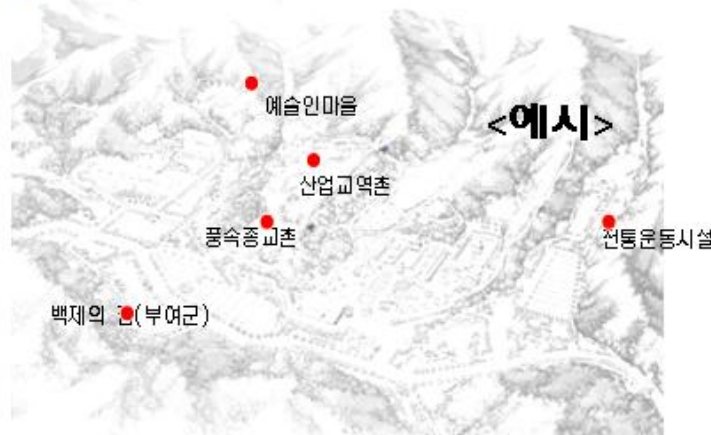 예술인마을
<예시>
산업교역촌
풍속종교촌
전통운동시설
백제의 (부여군)